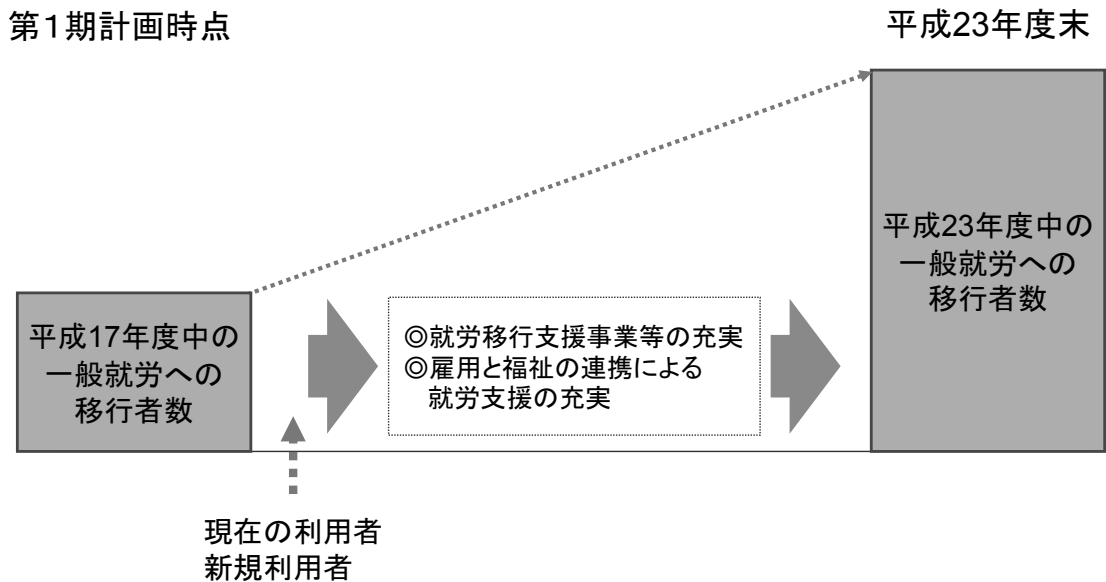 第1期計画時点
平成23年度末
平成17年度中の
一般就労への
移行者数
◎就労移行支援事業等の充実
◎雇用と福祉の連携による
就労支援の充実
平成23年度中の
一般就労への
移行者数
現在の利用者
新規利用者